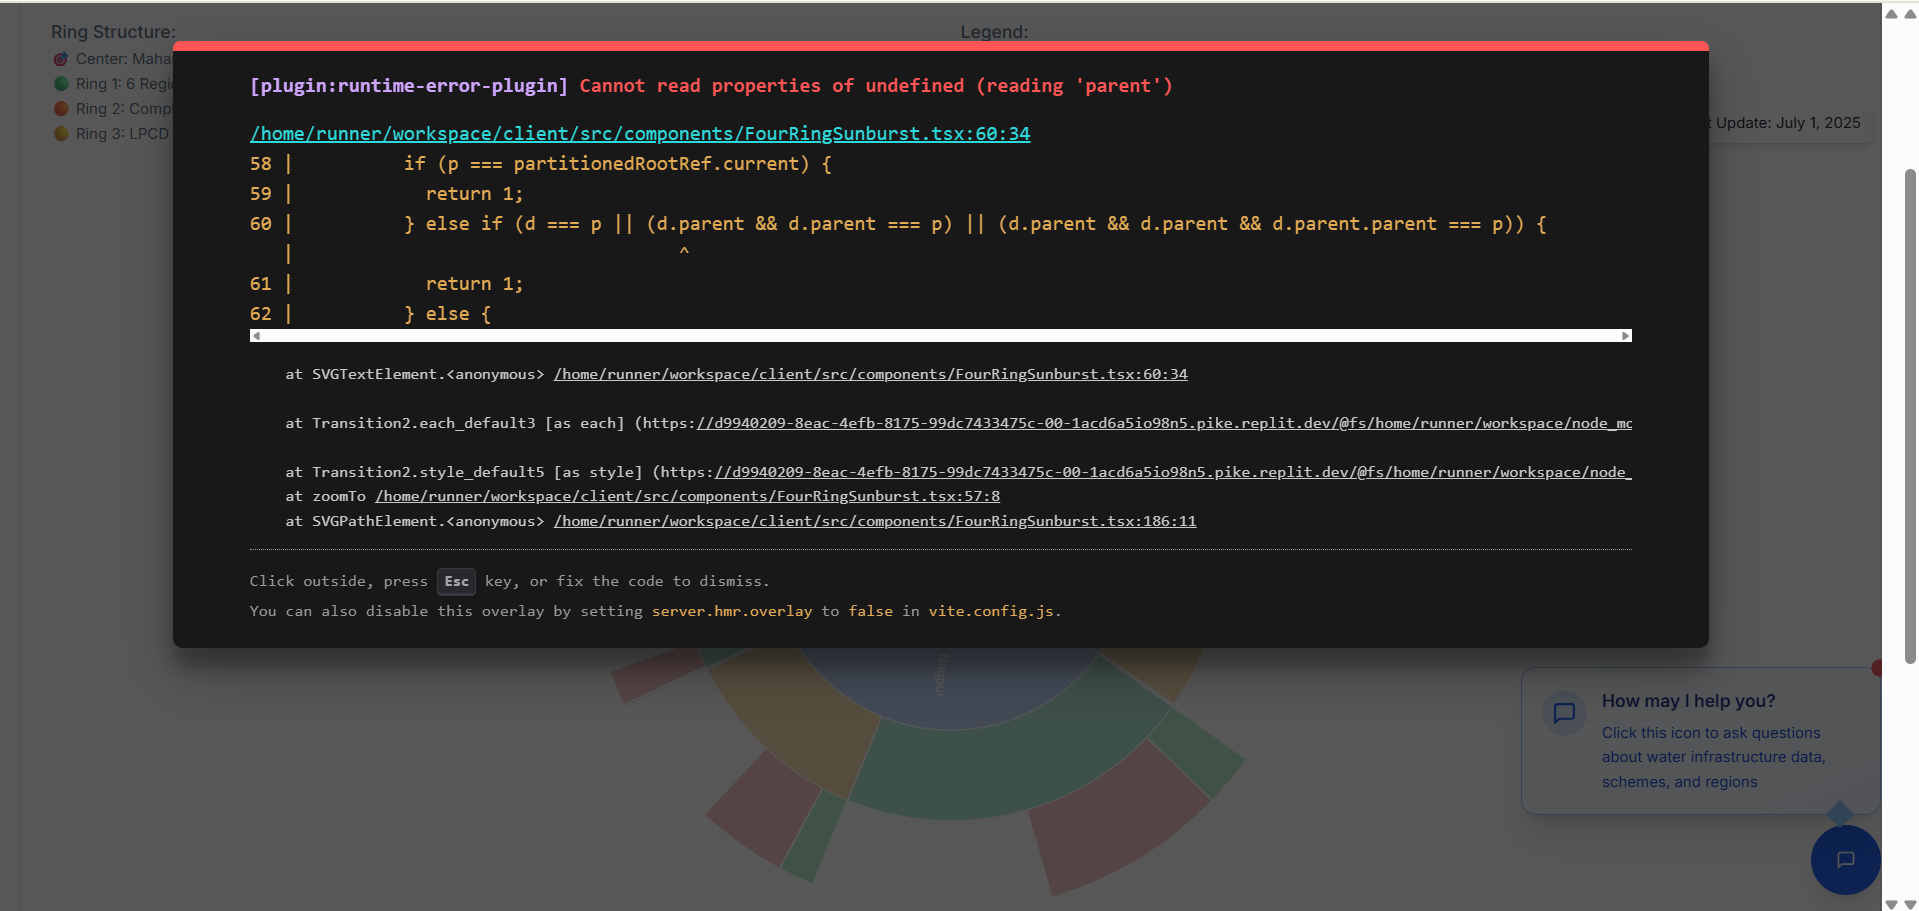 Ring Structure:
Legend:
Center: Maha
Ring 1: 6 Regi
Ring 2: Comp
Ring 3: LPCD
t Update: July 1, 2025
[plugin:runtime-error-plugin] Cannot read properties of undefined (reading 'parent')
/home/runner/workspace/client/src/components/FourRingSunburst.tsx:60:34
58 |          if (p === partitionedRootRef.current) {
59 |            return 1;
60 |          } else if (d === p || (d.parent && d.parent === p) || (d.parent && d.parent && d.parent.parent === p)) {
   |                                   ^
61 |            return 1;
62 |          } else {
at SVGTextElement.<anonymous> /home/runner/workspace/client/src/components/FourRingSunburst.tsx:60:34
at Transition2.each_default3 [as each] (https://d9940209-8eac-4efb-8175-99dc7433475c-00-1acd6a5io98n5.pike.replit.dev/@fs/home/runner/workspace/node_mo
at Transition2.style_default5 [as style] (https://d9940209-8eac-4efb-8175-99dc7433475c-00-1acd6a5io98n5.pike.replit.dev/@fs/home/runner/workspace/node_
at zoomTo /home/runner/workspace/client/src/components/FourRingSunburst.tsx:57:8
at SVGPathElement.<anonymous> /home/runner/workspace/client/src/components/FourRingSunburst.tsx:186:11
Click outside, press Esc key, or fix the code to dismiss.
You can also disable this overlay by setting server.hmr.overlay to false in vite.config.js.
Nagpur
How may I help you?
Click this icon to ask questions
about water infrastructure data,
schemes, and regions